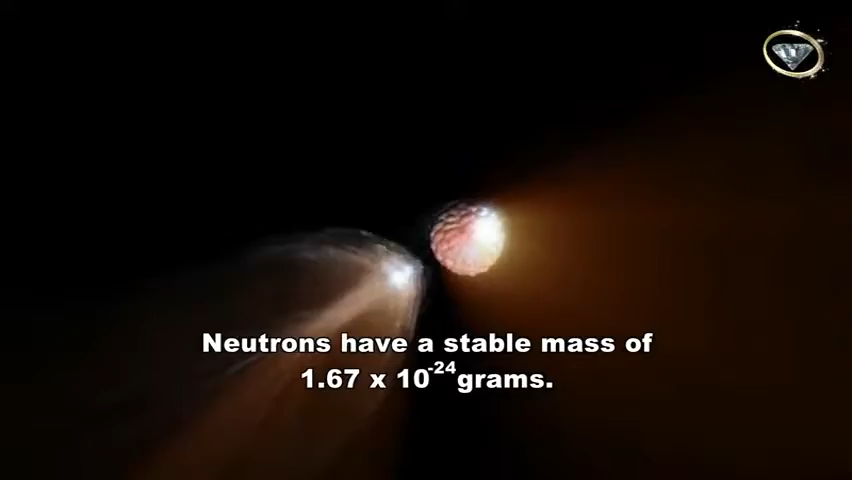 Neutrons have a stable mass of
1.67 x 10⁻²⁴grams.